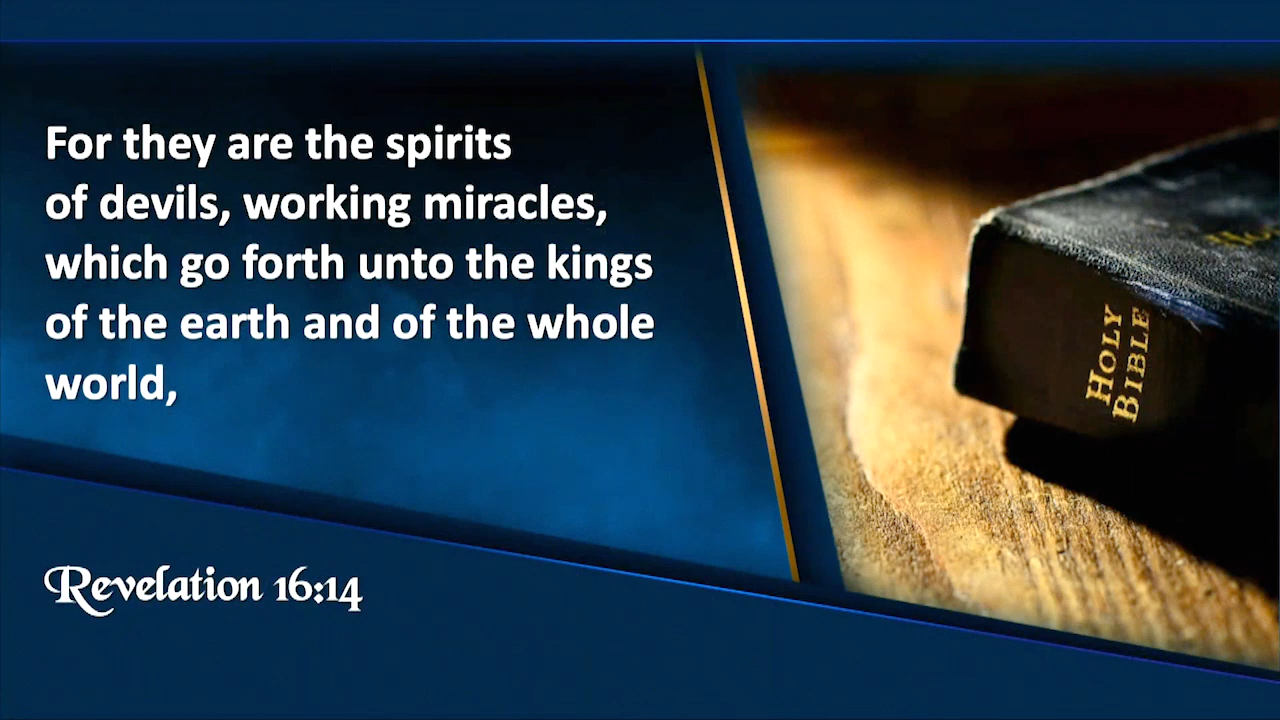 For they are the spirits
of devils, working miracles,
which go forth unto the kings
of the earth and of the whole
world,
Revelation 16:14
HOLY
BIBLE